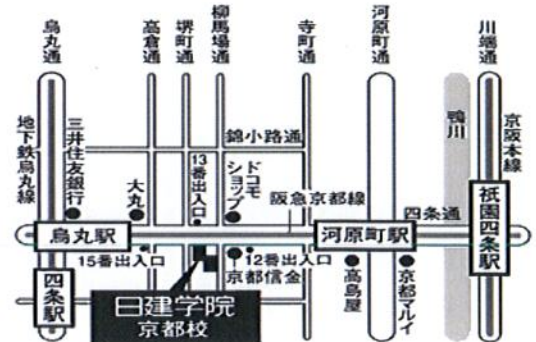 烏丸通
高倉通
堺町通
柳馬場通
寺町通
河原町通
川端通
地下鉄烏丸線
三井住友銀行
大丸
13番出入口
ドコモ
ショップ
錦小路通
阪急京都線
鴨川
京阪本線
四条通
烏丸駅
河原町駅
祇園四条駅
15番出入口
12番出入口
京都信金
四条駅
高島屋
京都マルイ
日建学院
京都校